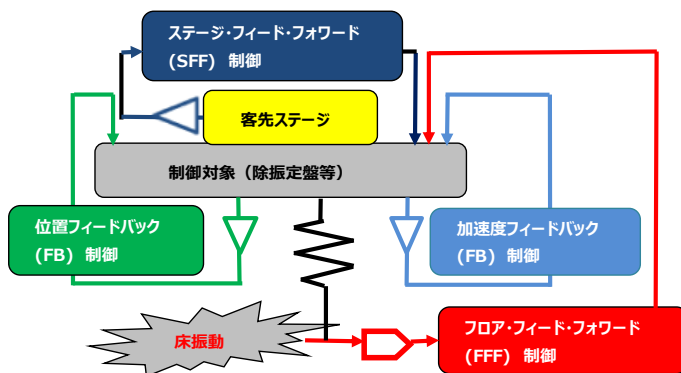 ステージ・フィード・フォワード
(SFF) 制御
客先ステージ
制御対象（除振定盤等）
位置フィードバック
(FB) 制御
加速度フィードバック
(FB) 制御
床振動
フロア・フィード・フォワード
(FFF) 制御